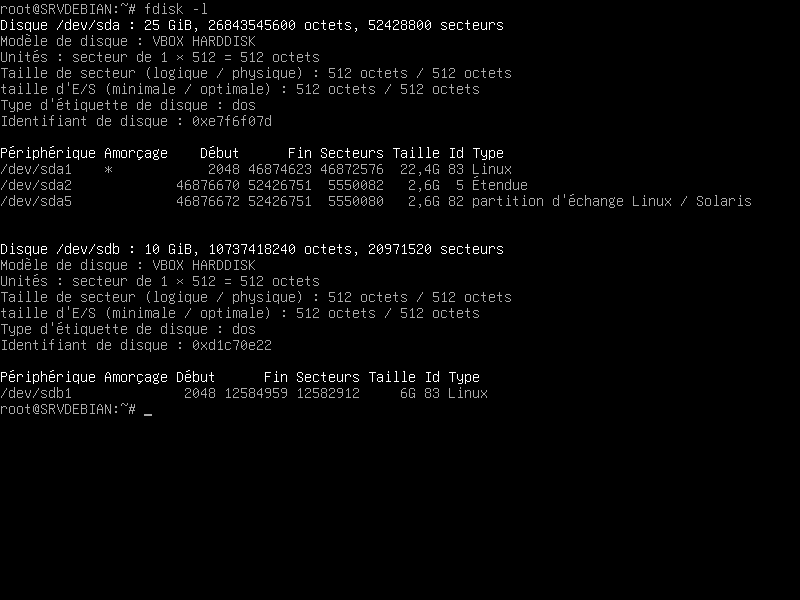 root@SRVDEBIAN:~# fdisk -l
Disque /dev/sda : 25 GiB, 26843545600 octets, 52428800 secteurs
Modèle de disque : VBOX HARDDISK
Unités : secteur de 1 × 512 = 512 octets
Taille de secteur (logique / physique) : 512 octets / 512 octets
taille d'E/S (minimale / optimale) : 512 octets / 512 octets
Type d'étiquette de disque : dos
Identifiant de disque : 0xe7f6f07d
Périphérique Amorçage    Début      Fin Secteurs Taille Id Type
/dev/sda1    *            2048 46874623 46872576  22,4G 83 Linux
/dev/sda2             46876670 52426751  5550082   2,6G  5 Étendue
/dev/sda5             46876672 52426751  5550080   2,6G 82 partition d'échange Linux / Solaris
Disque /dev/sdb : 10 GiB, 10737418240 octets, 20971520 secteurs
Modèle de disque : VBOX HARDDISK
Unités : secteur de 1 × 512 = 512 octets
Taille de secteur (logique / physique) : 512 octets / 512 octets
taille d'E/S (minimale / optimale) : 512 octets / 512 octets
Type d'étiquette de disque : dos
Identifiant de disque : 0xd1c70e22
Périphérique Amorçage Début      Fin Secteurs Taille Id Type
/dev/sdb1              2048 12584959 12582912     6G 83 Linux
root@SRVDEBIAN:~# _